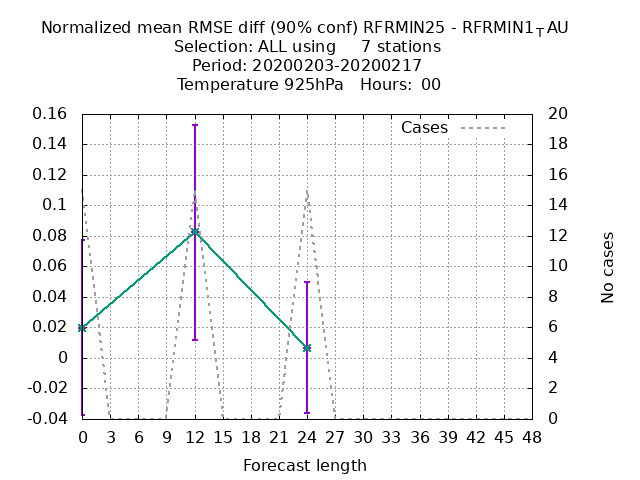 Normalized mean RMSE diff (90% conf) RFRMIN25 - RFRMIN1_TAU
Selection: ALL using 7 stations
Period: 20200203-20200217
Temperature 925hPa Hours: 00
Cases
0.16
0.14
0.12
0.1
0.08
0.06
0.04
0.02
0
-0.02
-0.04
20
18
16
14
12
10
8
6
4
2
0
No cases
0 3 6 9 12 15 18 21 24 27 30 33 36 39 42 45 48
Forecast length